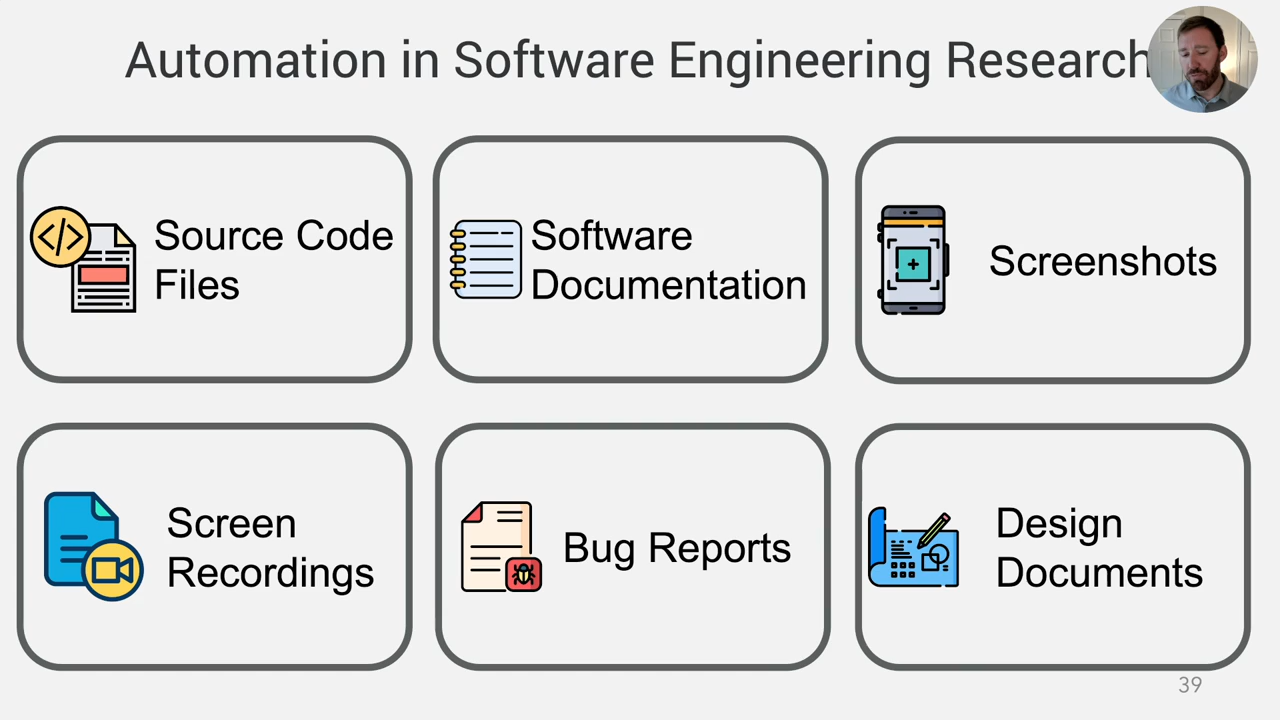 Automation in Software Engineering Research
Source Code
Files
Software
Documentation
Screenshots
Screen
Recordings
Bug Reports
Design
Documents
39